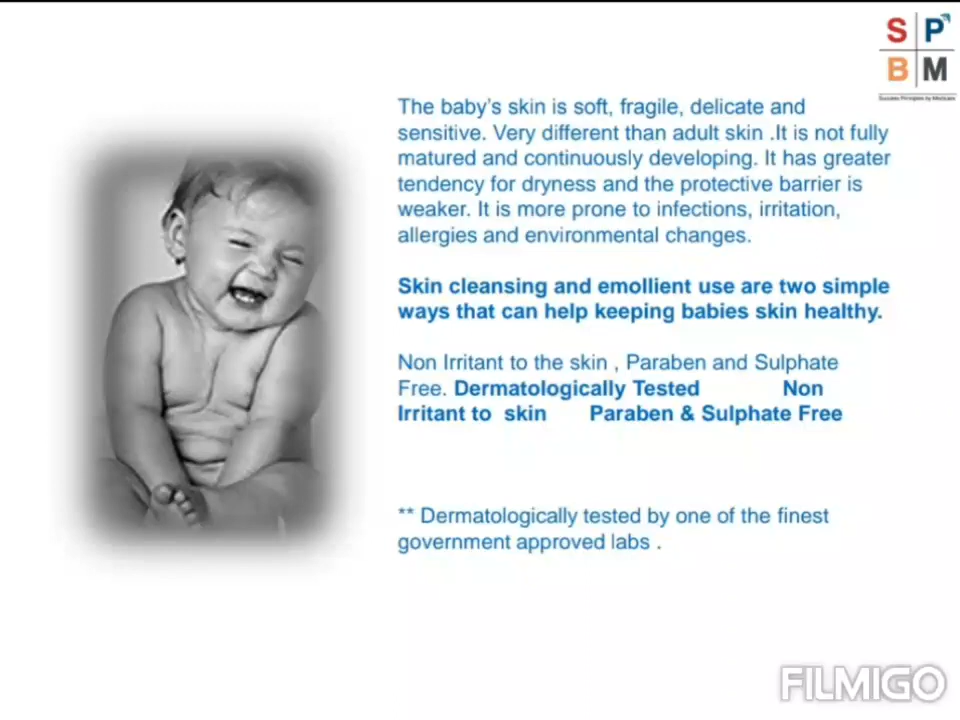 S P
B M
Success Principles by Medicare
The baby's skin is soft, fragile, delicate and
sensitive. Very different than adult skin .It is not fully
matured and continuously developing. It has greater
tendency for dryness and the protective barrier is
weaker. It is more prone to infections, irritation,
allergies and environmental changes.
Skin cleansing and emollient use are two simple
ways that can help keeping babies skin healthy.
Non Irritant to the skin , Paraben and Sulphate
Free. Dermatologically Tested Non
Irritant to skin Paraben & Sulphate Free
** Dermatologically tested by one of the finest
government approved labs .
FILMIGO